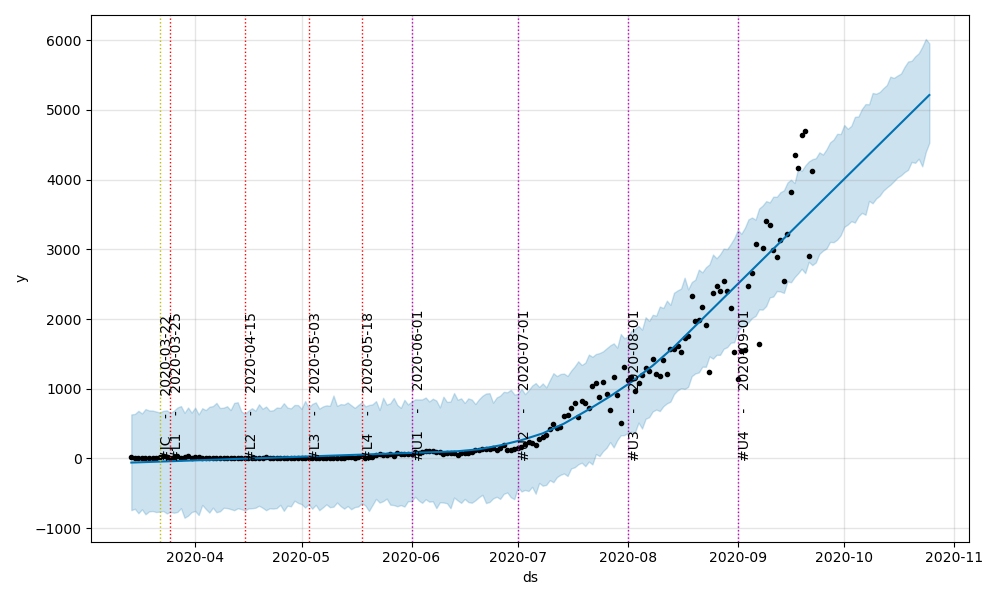 6000
5000
4000
3000
2000
1000
0
−1000
y
#JC - 2020-03-22
#L1 - 2020-03-25
#L2 - 2020-04-15
#L3 - 2020-05-03
#L4 - 2020-05-18
#U1 - 2020-06-01
#U2 - 2020-07-01
#U3 - 2020-08-01
#U4 - 2020-09-01
2020-04
2020-05
2020-06
2020-07
2020-08
2020-09
2020-10
2020-11
ds